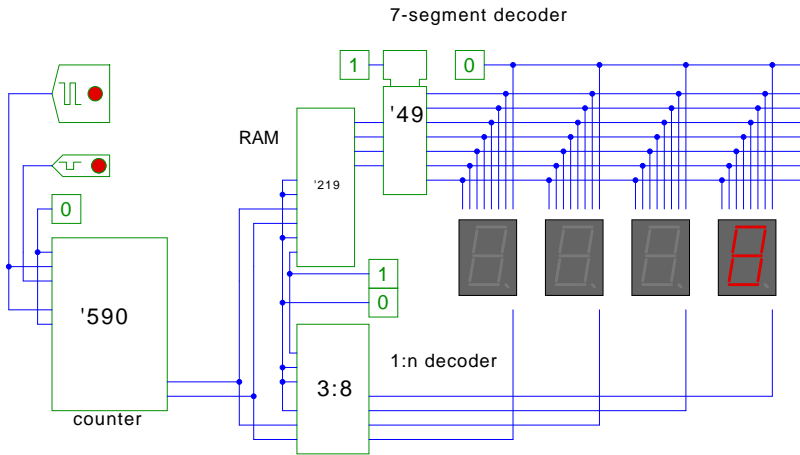 7-segment decoder
1
0
'49
RAM
'219
0
1
0
'590
3:8
1:n decoder
counter